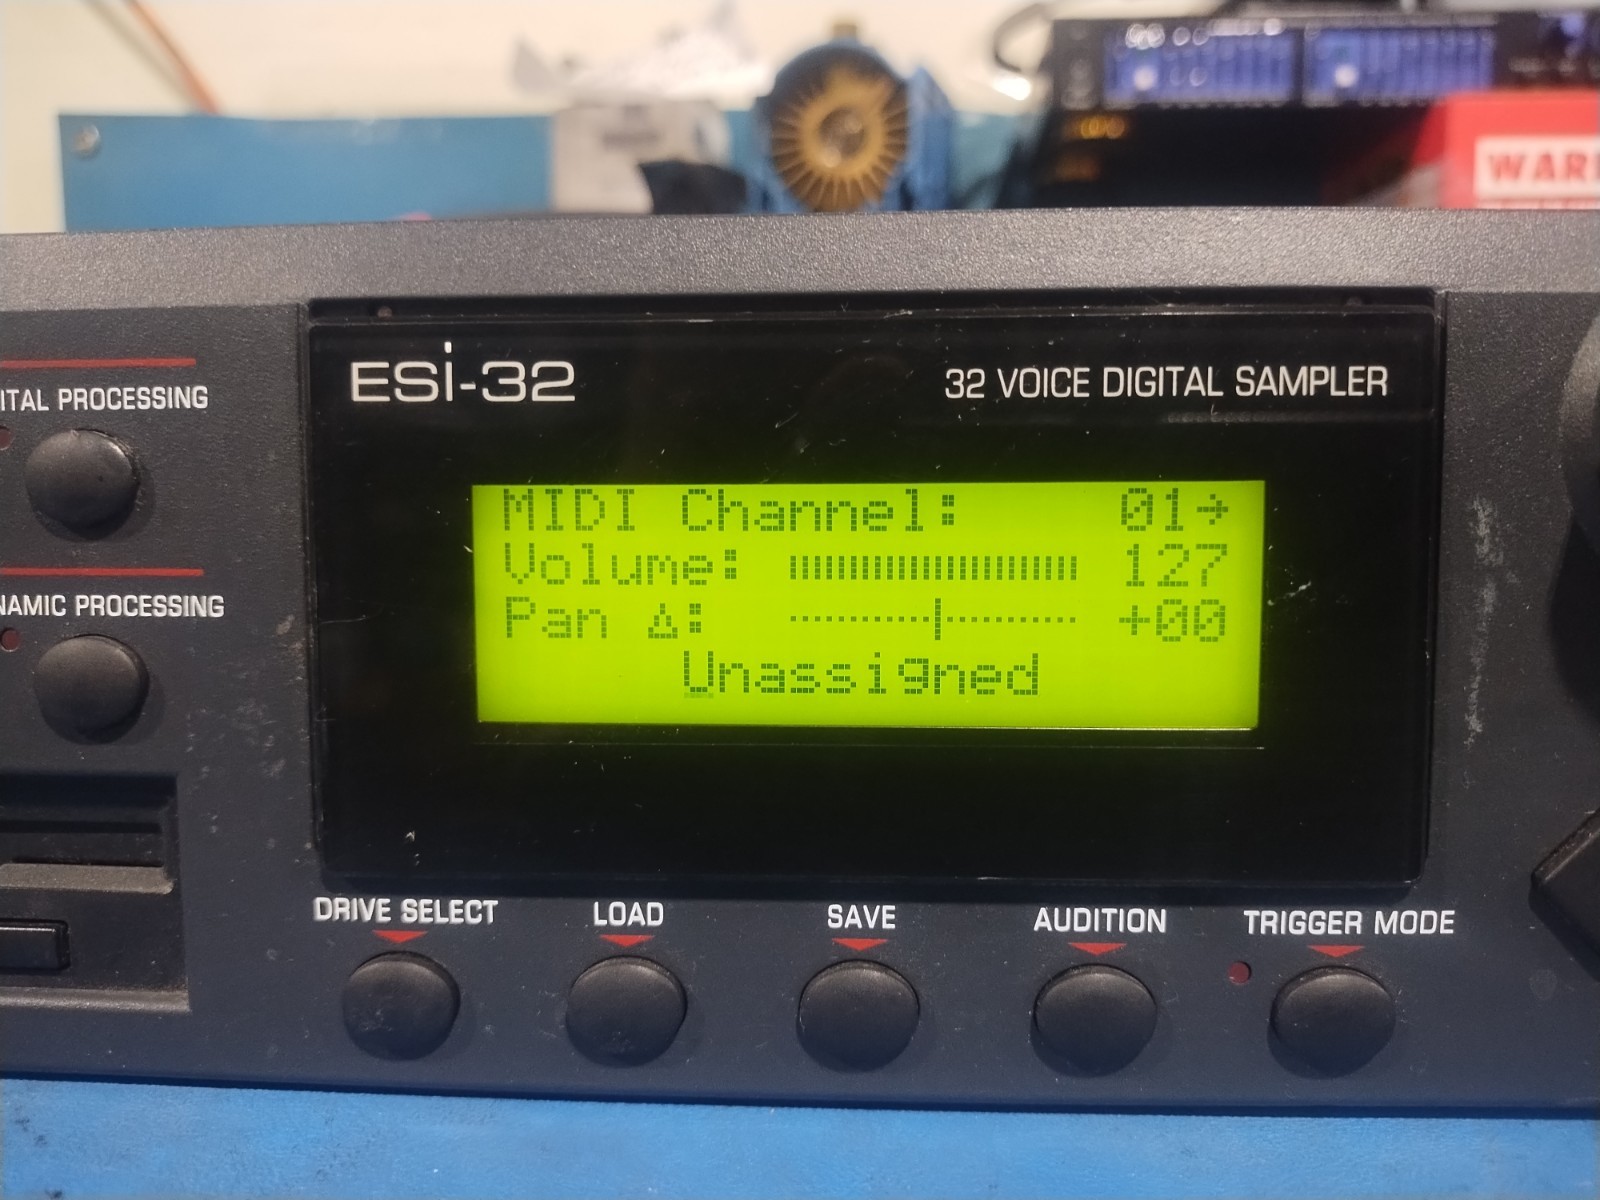 WAR
ESi-32
32 VOICE DIGITAL SAMPLER
ITAL PROCESSING
NAMIC PROCESSING
MIDI Channel: 01→
Volume: 127
Pan Δ: +00
Unassigned
DRIVE SELECT
LOAD
SAVE
AUDITION
TRIGGER MODE